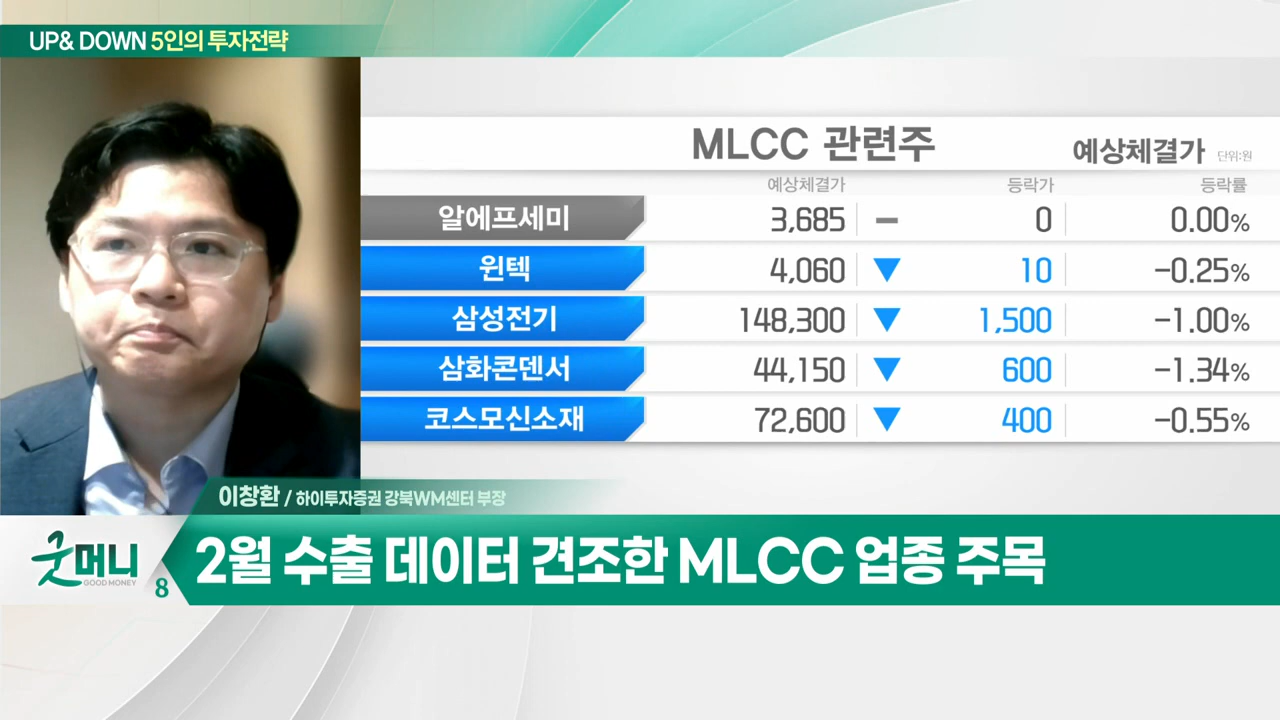 UP& DOWN 5인의 투자전략
MLCC 관련주 예상체결가 단위:원
예상체결가 등락가 등락률
알에프세미 3,685 0 0.00%
윈텍 4,060 ▼ 10 -0.25%
삼성전기 148,300 ▼ 1,500 -1.00%
삼화콘덴서 44,150 ▼ 600 -1.34%
코스모신소재 72,600 ▼ 400 -0.55%
이창환 / 하이투자증권 강북WM센터 부장
굿머니
GOOD MONEY
8
2월 수출 데이터 견조한 MLCC 업종 주목